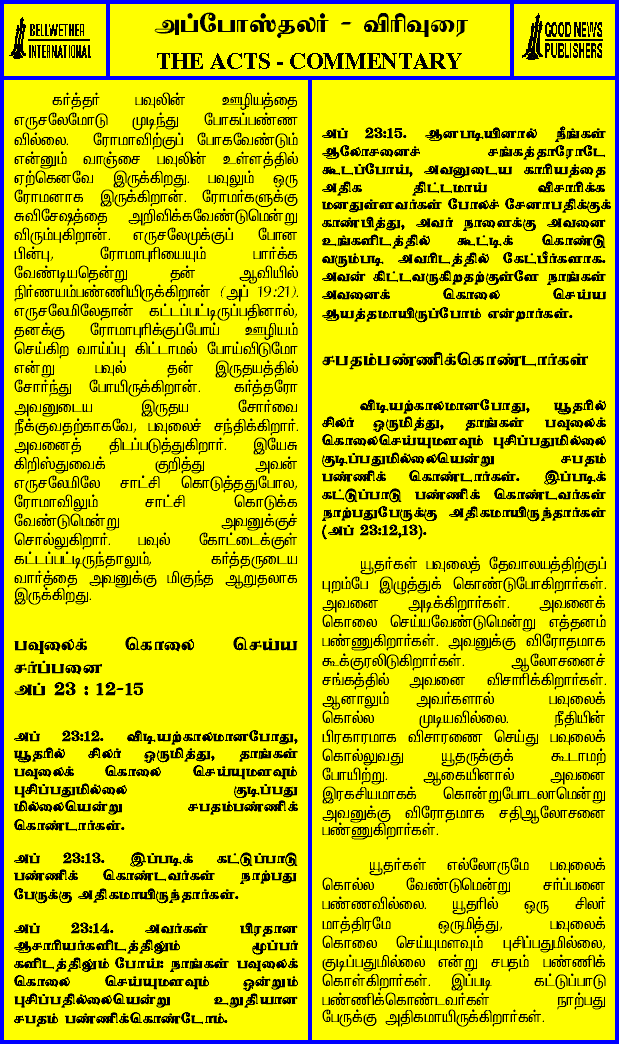 BELLWETHER
INTERNATIONAL
அப்போஸ்தலர் - விரிவுரை
THE ACTS - COMMENTARY
GOOD NEWS
PUBLISHERS
கர்த்தர் பவுலின் ஊழியத்தை
எருசலேமோடு முடிந்து போகப்பண்ண
வில்லை. ரோமாவிற்குப் போகவேண்டும்
என்னும் வாஞ்சை பவுலின் உள்ளத்தில்
ஏற்கெனவே இருக்கிறது. பவுலும் ஒரு
ரோமனாக இருக்கிறான். ரோமர்களுக்கு
சுவிசேஷத்தை அறிவிக்கவேண்டுமென்று
விரும்புகிறான். எருசலேமுக்குப் போன
பின்பு, ரோமாபுரியையும் பார்க்க
வேண்டியதென்று தன் ஆவியில்
நிர்ணயம்பண்ணியிருக்கிறான் (அப் 19:21).
எருசலேமிலேதான் கட்டப்பட்டிருப்பதினால்,
தனக்கு ரோமாபுரிக்குப்போய் ஊழியம்
செய்கிற வாய்ப்பு கிட்டாமல் போய்விடுமோ
என்று பவுல் தன் இருதயத்தில்
சோர்ந்து போயிருக்கிறான். கர்த்தரோ
அவனுடைய இருதய சோர்வை
நீக்குவதற்காகவே, பவுலைச் சந்திக்கிறார்.
அவனைத் திடப்படுத்துகிறார். இயேசு
கிறிஸ்துவைக் குறித்து அவன்
எருசலேமிலே சாட்சி கொடுத்ததுபோல,
ரோமாவிலும் சாட்சி கொடுக்க
வேண்டுமென்று அவனுக்குச்
சொல்லுகிறார். பவுல் கோட்டைக்குள்
கட்டப்பட்டிருந்தாலும், கர்த்தருடைய
வார்த்தை அவனுக்கு மிகுந்த ஆறுதலாக
இருக்கிறது.
பவுலைக் கொலை செய்ய
சர்ப்பனை
அப் 23 : 12-15
அப் 23:12. விடியற்காலமானபோது,
யூதரில் சிலர் ஒருமித்து, தாங்கள்
பவுலைக் கொலை செய்யுமளவும்
புசிப்பதுமில்லை குடிப்பது
மில்லையென்று சபதம்பண்ணிக்
கொண்டார்கள்.
அப் 23:13. இப்படிக் கட்டுப்பாடு
பண்ணிக் கொண்டவர்கள் நாற்பது
பேருக்கு அதிகமாயிருந்தார்கள்.
அப் 23:14. அவர்கள் பிரதான
ஆசாரியர்களிடத்திலும் மூப்பர்
களிடத்திலும் போய்: நாங்கள் பவுலைக்
கொலை செய்யுமளவும் ஒன்றும்
புசிப்பதில்லையென்று உறுதியான
சபதம் பண்ணிக்கொண்டோம்.
அப் 23:15. ஆனபடியினால் நீங்கள்
ஆலோசனைச் சங்கத்தாரோடே
கூடப்போய், அவனுடைய காரியத்தை
அதிக திட்டமாய் விசாரிக்க
மனதுள்ளவர்கள் போலச் சேனாபதிக்குக்
காண்பித்து, அவர் நாளைக்கு அவனை
உங்களிடத்தில் கூட்டிக் கொண்டு
வரும்படி அவரிடத்தில் கேட்பீர்களாக.
அவன் கிட்டவருகிறதற்குள்ளே நாங்கள்
அவனைக் கொலை செய்ய
ஆயத்தமாயிருப்போம் என்றார்கள்.
சபதம்பண்ணிக்கொண்டார்கள்
விடியற்காலமானபோது, யூதரில்
சிலர் ஒருமித்து, தாங்கள் பவுலைக்
கொலைசெய்யுமளவும் புசிப்பதுமில்லை
குடிப்பதுமில்லையென்று சபதம்
பண்ணிக் கொண்டார்கள். இப்படிக்
கட்டுப்பாடு பண்ணிக் கொண்டவர்கள்
நாற்பதுபேருக்கு அதிகமாயிருந்தார்கள்
(அப் 23:12,13).
யூதர்கள் பவுலைத் தேவாலயத்திற்குப்
புறம்பே இழுத்துக் கொண்டுபோகிறார்கள்.
அவனை அடிக்கிறார்கள். அவனைக்
கொலை செய்யவேண்டுமென்று எத்தனம்
பண்ணுகிறார்கள். அவனுக்கு விரோதமாக
கூக்குரலிடுகிறார்கள். ஆலோசனைச்
சங்கத்தில் அவனை விசாரிக்கிறார்கள்.
ஆனாலும் அவர்களால் பவுலைக்
கொல்ல முடியவில்லை. நீதியின்
பிரகாரமாக விசாரணை செய்து பவுலைக்
கொல்லுவது யூதருக்குக் கூடாமற்
போயிற்று. ஆகையினால் அவனை
இரகசியமாகக் கொன்றுபோடலாமென்று
அவனுக்கு விரோதமாக சதிஆலோசனை
பண்ணுகிறார்கள்.
யூதர்கள் எல்லோருமே பவுலைக்
கொல்ல வேண்டுமென்று சர்ப்பனை
பண்ணவில்லை. யூதரில் ஒரு சிலர்
மாத்திரமே ஒருமித்து, பவுலைக்
கொலை செய்யுமளவும் புசிப்பதுமில்லை,
குடிப்பதுமில்லை என்று சபதம் பண்ணிக்
கொள்கிறார்கள். இப்படி கட்டுப்பாடு
பண்ணிக்கொண்டவர்கள் நாற்பது
பேருக்கு அதிகமாயிருக்கிறார்கள்.